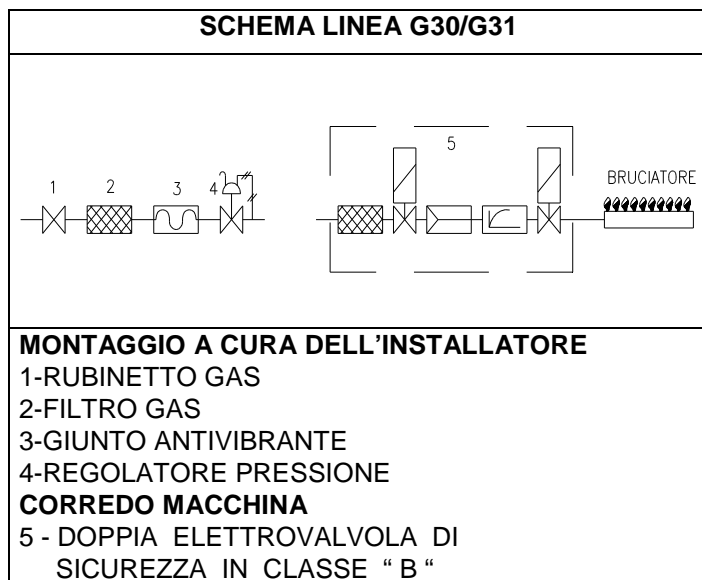 SCHEMA LINEA G30/G31
1 2 3 4 5
BRUCIATORE
MONTAGGIO A CURA DELL'INSTALLATORE
1-RUBINETTO GAS
2-FILTRO GAS
3-GIUNTO ANTIVIBRANTE
4-REGOLATORE PRESSIONE
CORREDO MACCHINA
5 - DOPPIA ELETTROVALVOLA DI
SICUREZZA IN CLASSE “ B “